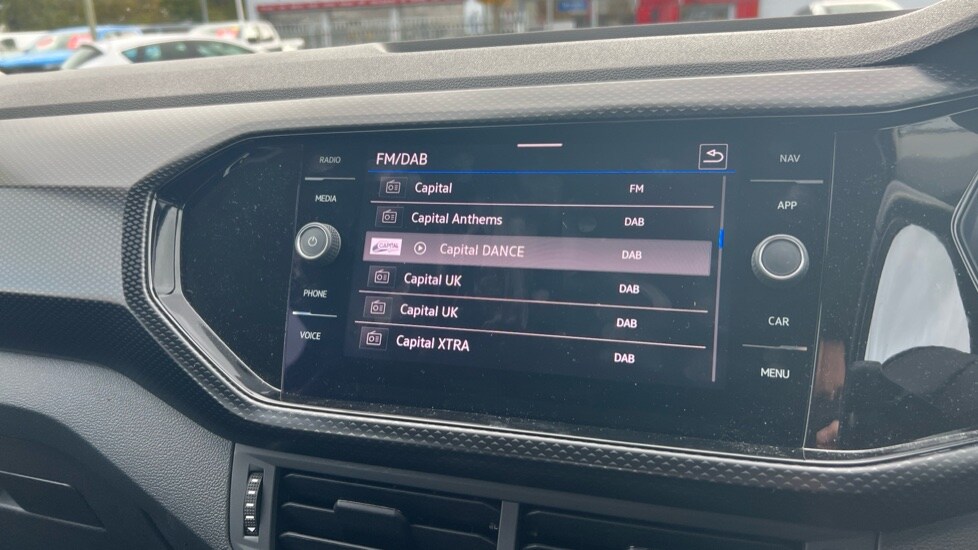 RADIO
MEDIA
PHONE
VOICE
FM/DAB
Capital FM
Capital Anthems DAB
CAPITAL
Capital DANCE DAB
Capital UK DAB
Capital UK DAB
Capital XTRA DAB
NAV
APP
CAR
MENU